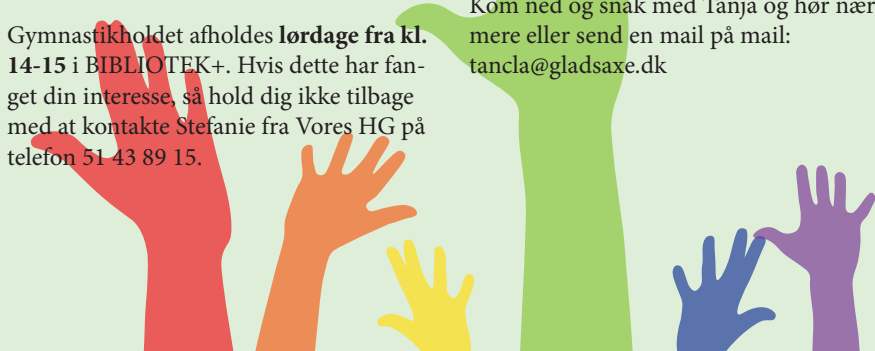 Gymnastikholdet afholdes lørdage fra kl.
14-15 i BIBLIOTEK+. Hvis dette har fan-
get din interesse, så hold dig ikke tilbage
med at kontakte Stefanie fra Vores HG på
telefon 51 43 89 15.
Kom ned og snak med Tanja og hør nær
mere eller send en mail på mail:
tancla@gladsaxe.dk